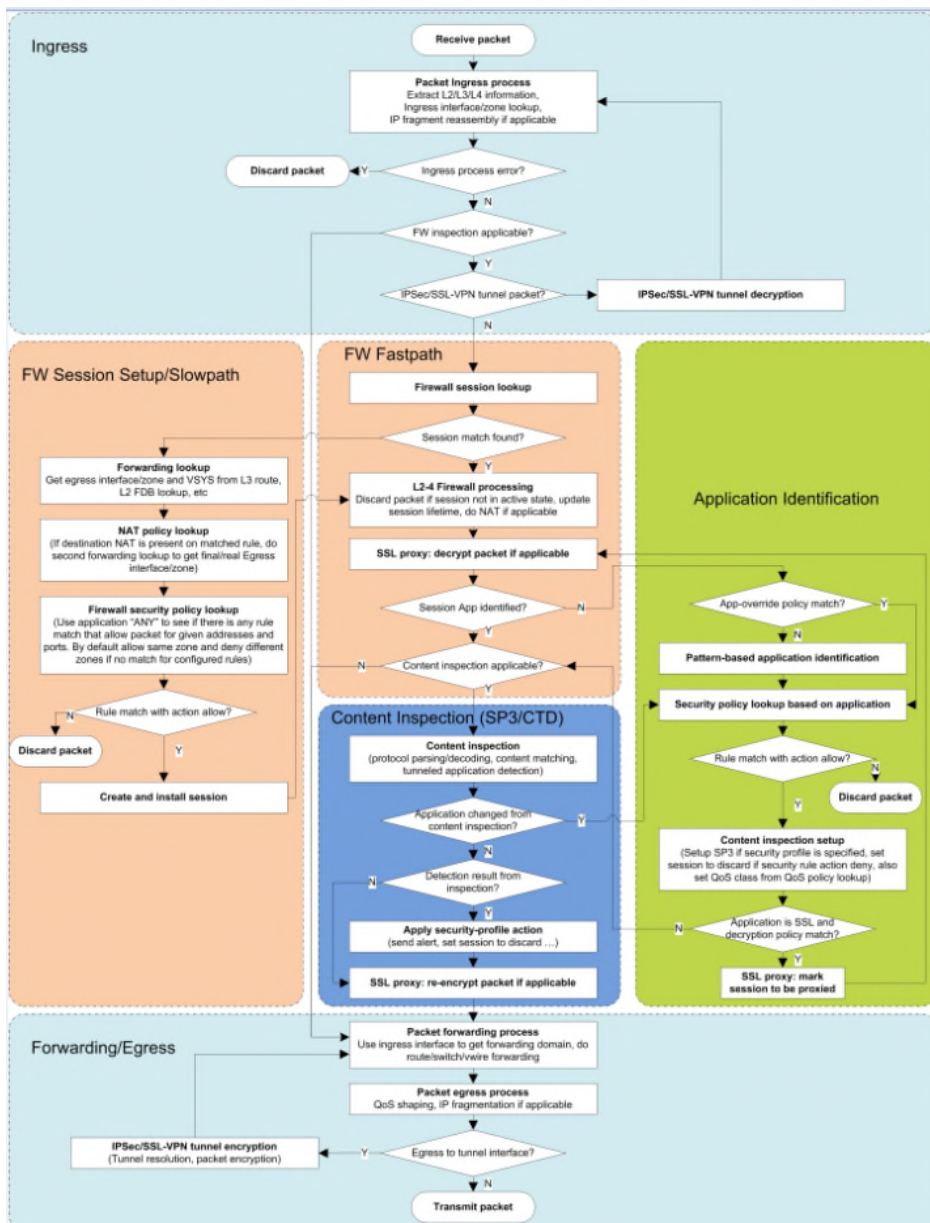 Ingress
Receive packet
Packet Ingress process
Extract L2/L3/L4 information,
Ingress interface/zone lookup,
IP fragment reassembly if applicable
Discard packet
Y
Ingress process error?
N
FW inspection applicable?
Y
IPSec/SSL-VPN tunnel packet?
Y
IPSec/SSL-VPN tunnel decryption
N
FW Session Setup/Slowpath
Forwarding lookup
Get egress interface/zone and VSYS from L3 route,
L2 FDB lookup, etc
NAT policy lookup
(If destination NAT is present on matched rule, do
second forwarding lookup to get final/real Egress
interface/zone)
Firewall security policy lookup
(Use application "ANY" to see if there is any rule
match that allow packet for given addresses and
ports. By default allow same zone and deny different
zones if no match for configured rules)
N
Rule match with action allow?
Discard packet
Y
Create and install session
FW Fastpath
Firewall session lookup
Session match found?
L2-4 Firewall processing
Discard packet if session not in active state, update
session lifetime, do NAT if applicable
SSL proxy: decrypt packet if applicable
Session App identified?
N
Y
N
Content inspection applicable?
Y
Content Inspection (SP3/CTD)
Content inspection
(protocol parsing/decoding, content matching,
tunneled application detection)
Application changed from
content inspection?
Y
N
N
Detection result from
inspection?
Y
Apply security-profile action
(send alert, set session to discard ...)
SSL proxy: re-encrypt packet if applicable
Application Identification
App-override policy match?
Y
N
Pattern-based application identification
Security policy lookup based on application
Rule match with action allow?
N
Discard packet
Y
Content inspection setup
(Setup SP3 if security profile is specified, set
session to discard if security rule action deny, also
set QoS class from QoS policy lookup)
N
Application is SSL and
decryption policy match?
Y
SSL proxy: mark
session to be proxied
Forwarding/Egress
Packet forwarding process
Use ingress interface to get forwarding domain, do
route/switch/vwire forwarding
Packet egress process
QoS shaping, IP fragmentation if applicable
IPSec/SSL-VPN tunnel encryption
(Tunnel resolution, packet encryption)
Y
Egress to tunnel interface?
N
Transmit packet